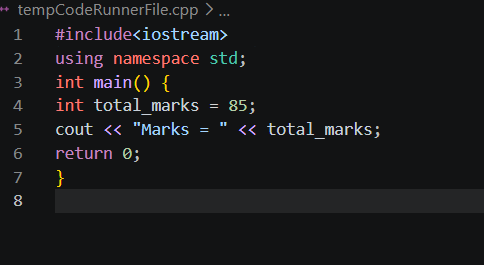 tempCodeRunnerFile.cpp > ...
1 #include<iostream>
2 using namespace std;
3 int main() {
4 int total_marks = 85;
5 cout << "Marks = " << total_marks;
6 return 0;
7 }
8